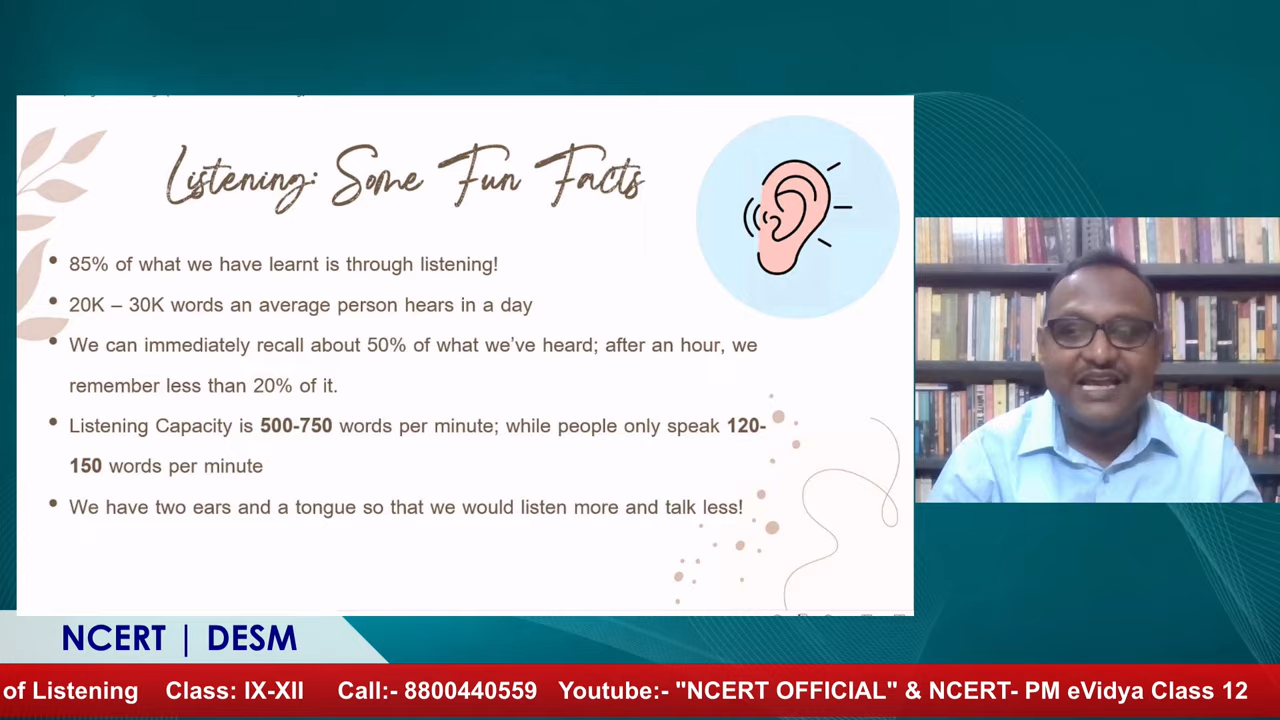 Listening: Some Fun Facts
• 85% of what we have learnt is through listening!
• 20K – 30K words an average person hears in a day
• We can immediately recall about 50% of what we've heard; after an hour, we
remember less than 20% of it.
• Listening Capacity is 500-750 words per minute; while people only speak 120-
150 words per minute
• We have two ears and a tongue so that we would listen more and talk less!
NCERT | DESM
of Listening Class: IX-XII Call:- 8800440559 Youtube:- "NCERT OFFICIAL" & NCERT- PM eVidya Class 12